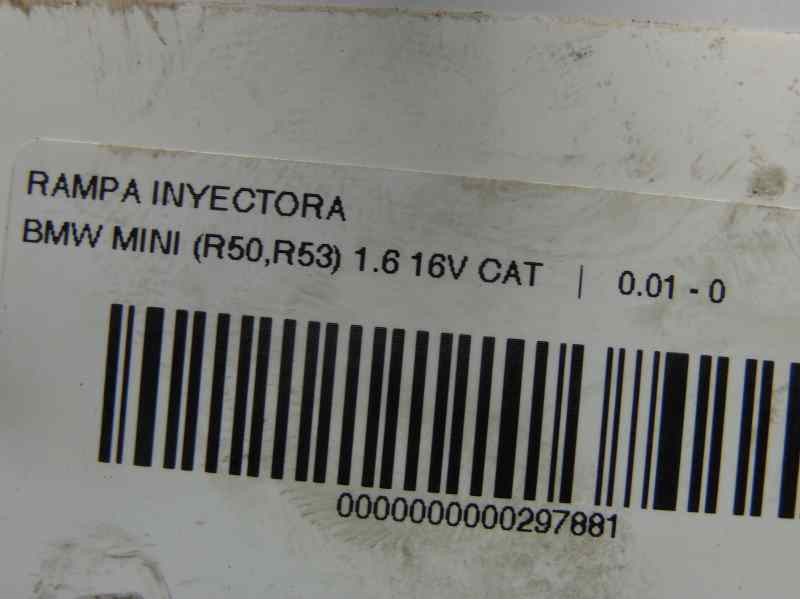 RAMPA INYECTORA
BMW MINI (R50,R53) 1.6 16V CAT | 0.01 - 0
0000000000297881